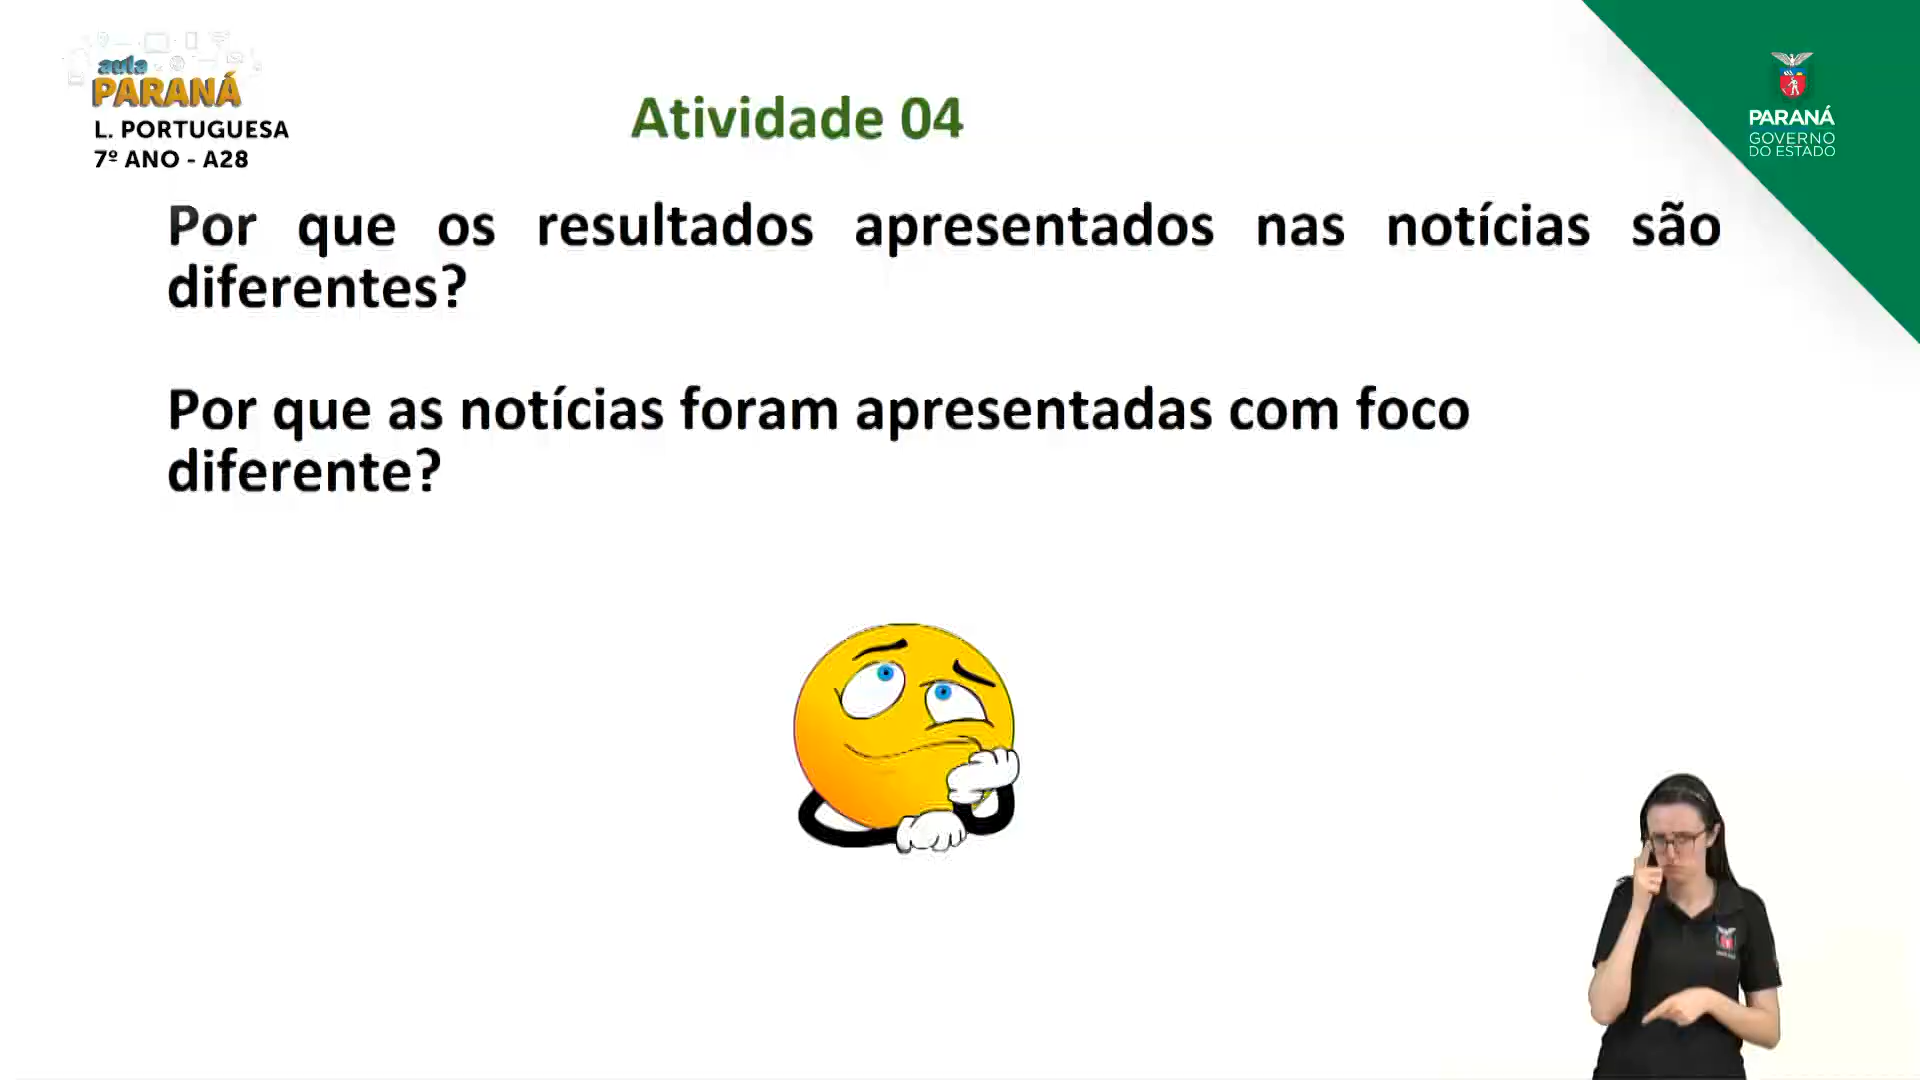 aula
PARANÁ
L. PORTUGUESA
7º ANO - A28
Atividade 04
PARANÁ
GOVERNO
DO ESTADO
Por que os resultados apresentados nas notícias são
diferentes?
Por que as notícias foram apresentadas com foco
diferente?